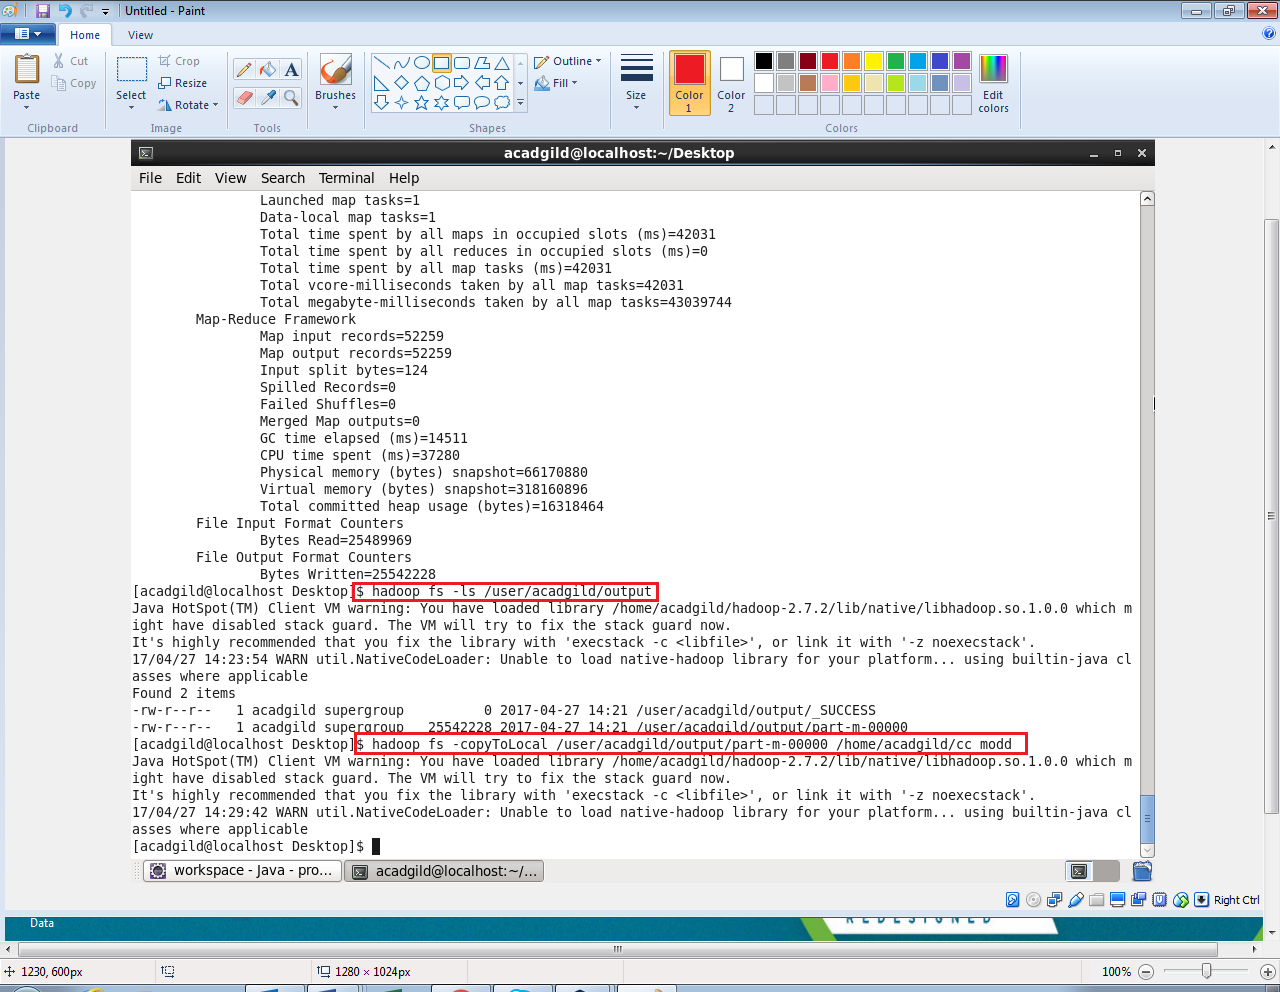 Untitled - Paint
Home
View
Paste
Cut
Copy
Clipboard
Select
Crop
Resize
Rotate
Image
A
Tools
Brushes
Shapes
Outline
Fill
Size
Color 1
Color 2
Edit colors
Colors
acadgild@localhost:~/Desktop
File Edit View Search Terminal Help
Launched map tasks=1
Data-local map tasks=1
Total time spent by all maps in occupied slots (ms)=42031
Total time spent by all reduces in occupied slots (ms)=0
Total time spent by all map tasks (ms)=42031
Total vcore-milliseconds taken by all map tasks=42031
Total megabyte-milliseconds taken by all map tasks=43039744
Map-Reduce Framework
Map input records=52259
Map output records=52259
Input split bytes=124
Spilled Records=0
Failed Shuffles=0
Merged Map outputs=0
GC time elapsed (ms)=14511
CPU time spent (ms)=37280
Physical memory (bytes) snapshot=66170880
Virtual memory (bytes) snapshot=318160896
Total committed heap usage (bytes)=16318464
File Input Format Counters
Bytes Read=25489969
File Output Format Counters
Bytes Written=25542228
[acadgild@localhost Desktop]$ hadoop fs -ls /user/acadgild/output
Java HotSpot(TM) Client VM warning: You have loaded library /home/acadgild/hadoop-2.7.2/lib/native/libhadoop.so.1.0.0 which m
ight have disabled stack guard. The VM will try to fix the stack guard now.
It's highly recommended that you fix the library with 'execstack -c <libfile>', or link it with '-z noexecstack'.
17/04/27 14:23:54 WARN util.NativeCodeLoader: Unable to load native-hadoop library for your platform... using builtin-java cl
asses where applicable
Found 2 items
-rw-r--r--   1 acadgild supergroup          0 2017-04-27 14:21 /user/acadgild/output/_SUCCESS
-rw-r--r--   1 acadgild supergroup   25542228 2017-04-27 14:21 /user/acadgild/output/part-m-00000
[acadgild@localhost Desktop]$ hadoop fs -copyToLocal /user/acadgild/output/part-m-00000 /home/acadgild/cc modd
Java HotSpot(TM) Client VM warning: You have loaded library /home/acadgild/hadoop-2.7.2/lib/native/libhadoop.so.1.0.0 which m
ight have disabled stack guard. The VM will try to fix the stack guard now.
It's highly recommended that you fix the library with 'execstack -c <libfile>', or link it with '-z noexecstack'.
17/04/27 14:29:42 WARN util.NativeCodeLoader: Unable to load native-hadoop library for your platform... using builtin-java cl
asses where applicable
[acadgild@localhost Desktop]$
workspace - Java - pro...
acadgild@localhost:~/...
Right Ctrl
Data
REDESIGNED
1230, 600px
1280 × 1024px
100%